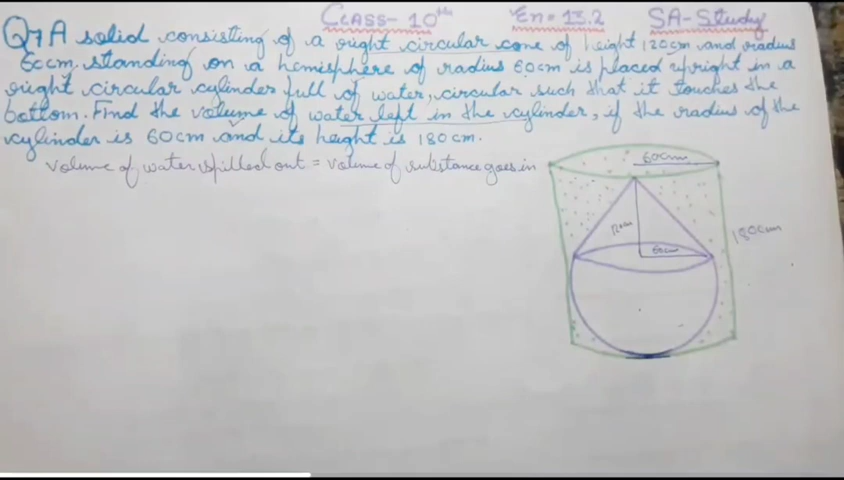 CLASS- 10th Ex = 13.2 SA-Study
Q7 A solid consisting of a right circular cone of height 120cm and radius
60cm standing on a hemisphere of radius 60cm is placed upright in a
right circular cylinder full of water, circular such that it touches the
bottom. Find the volume of water left in the cylinder, if the radius of the
cylinder is 60cm and its height is 180cm.
volume of water spilled out = volume of substance goes in
60cm
120cm
60cm
180cm